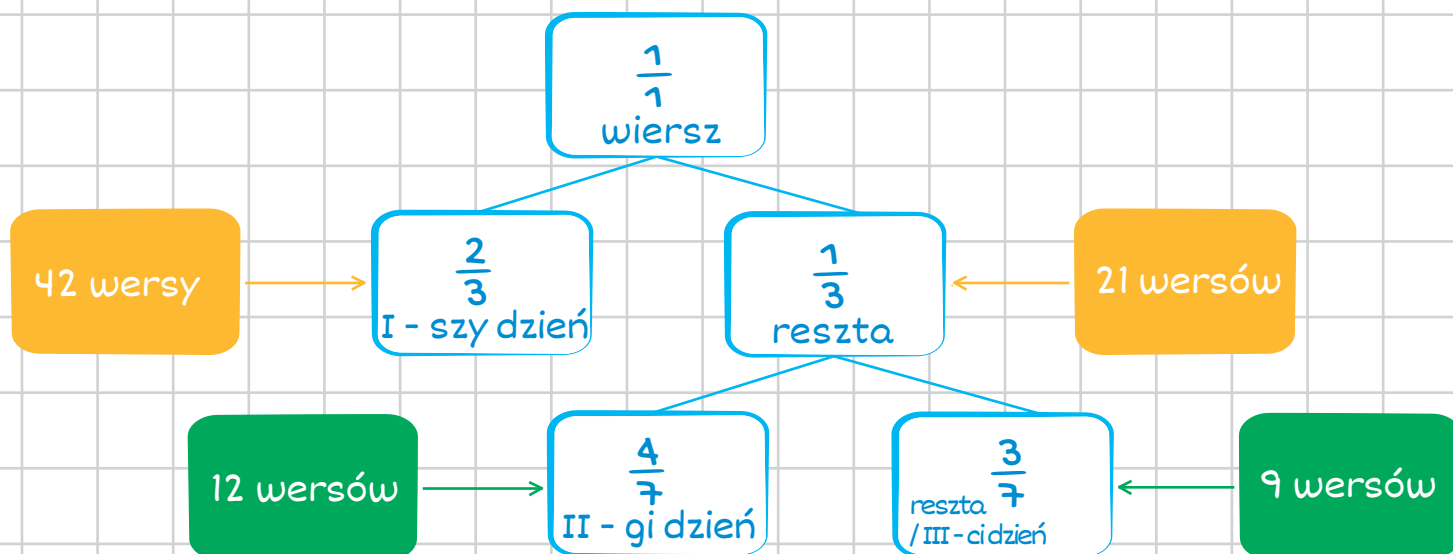 1
1
wiersz
42 wersy
2
3
I - szy dzień
1
3
reszta
21 wersów
12 wersów
4
7
II - gi dzień
3
7
reszta
/ III - ci dzień
9 wersów